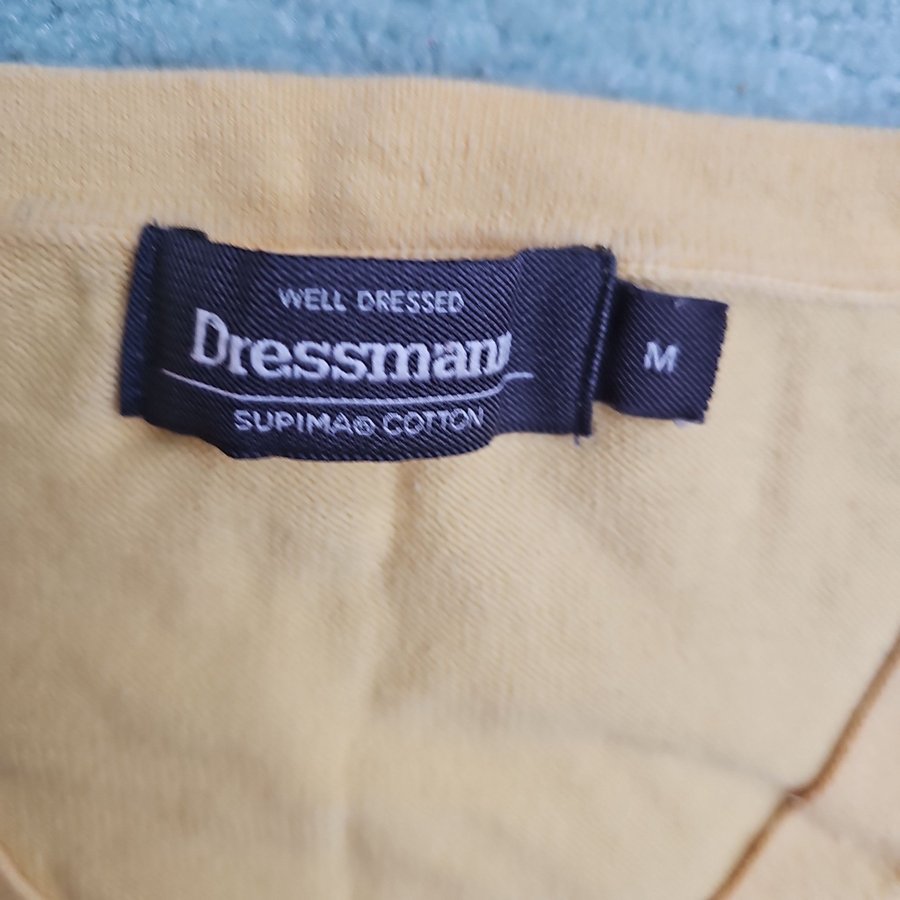 WELL DRESSED
Dressmann
SUPIMA® COTTON
M